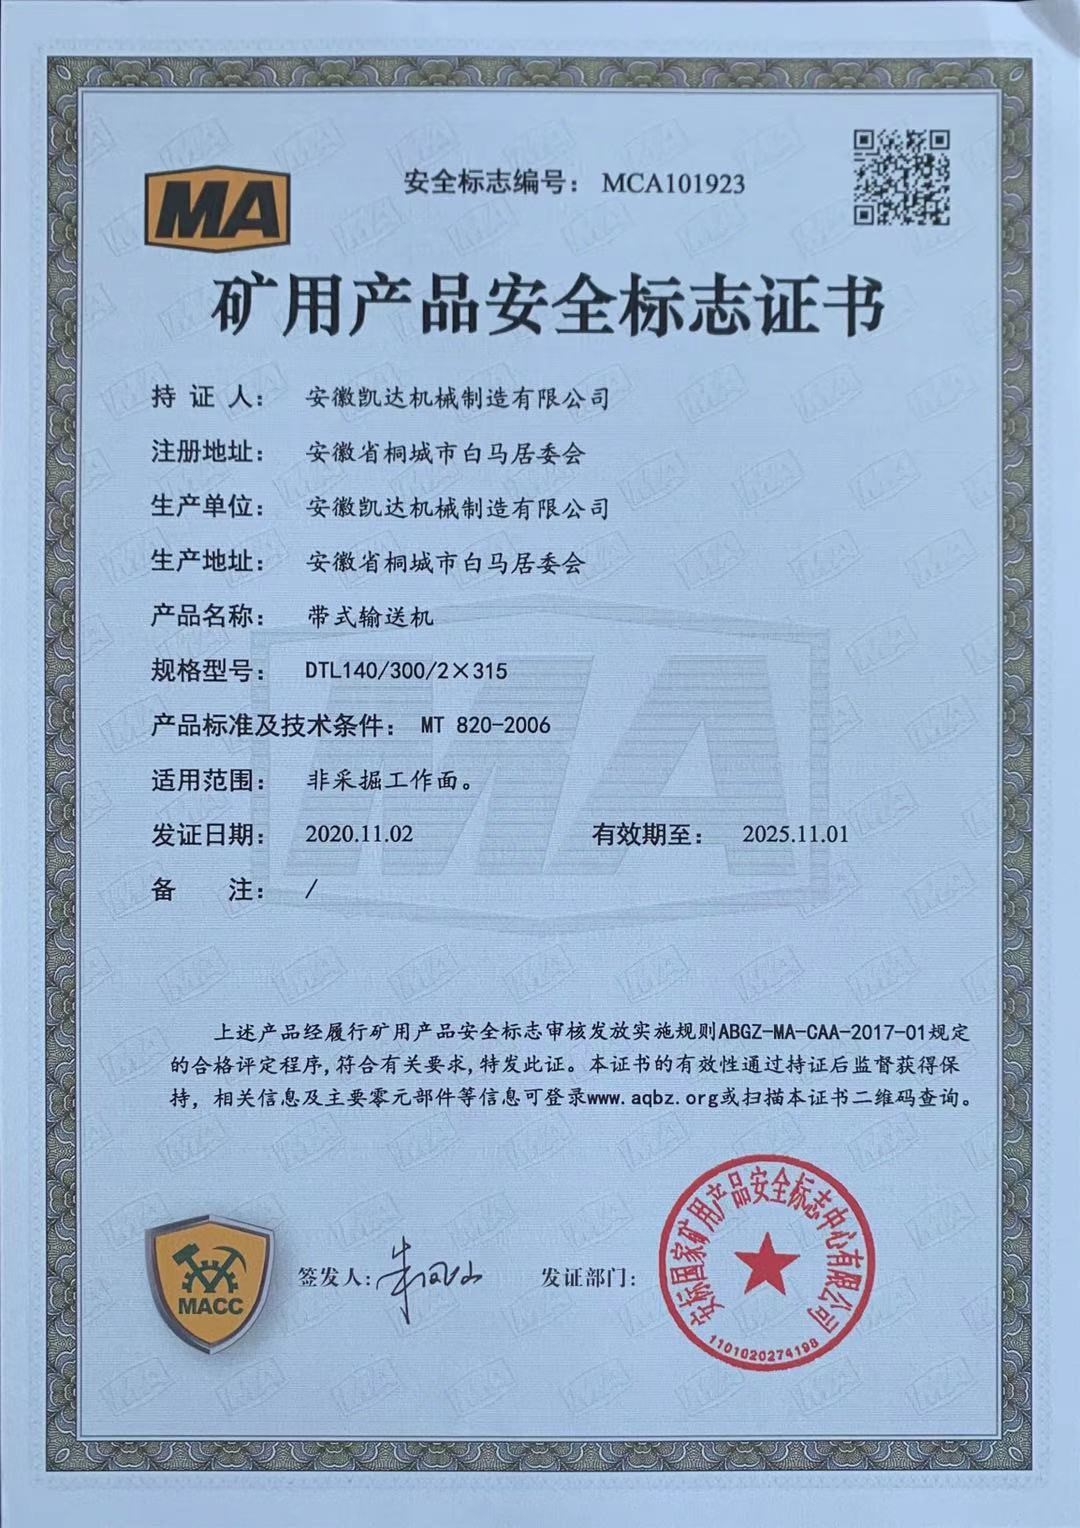 MA
安全标志编号： MCA101923
矿用产品安全标志证书
持 证 人： 安徽凯达机械制造有限公司
注册地址： 安徽省桐城市白马居委会
生产单位： 安徽凯达机械制造有限公司
生产地址： 安徽省桐城市白马居委会
产品名称： 带式输送机
规格型号： DTL140/300/2×315
产品标准及技术条件： MT 820-2006
适用范围： 非采掘工作面。
发证日期： 2020.11.02 有效期至： 2025.11.01
备 注： /
上述产品经履行矿用产品安全标志审核发放实施规则ABGZ-MA-CAA-2017-01规定
的合格评定程序,符合有关要求,特发此证。本证书的有效性通过持证后监督获得保
持，相关信息及主要零元部件等信息可登录www.aqbz.org或扫描本证书二维码查询。
MACC
签发人:
发证部门:
安标国家矿用产品安全标志中心有限公司
1101020274198